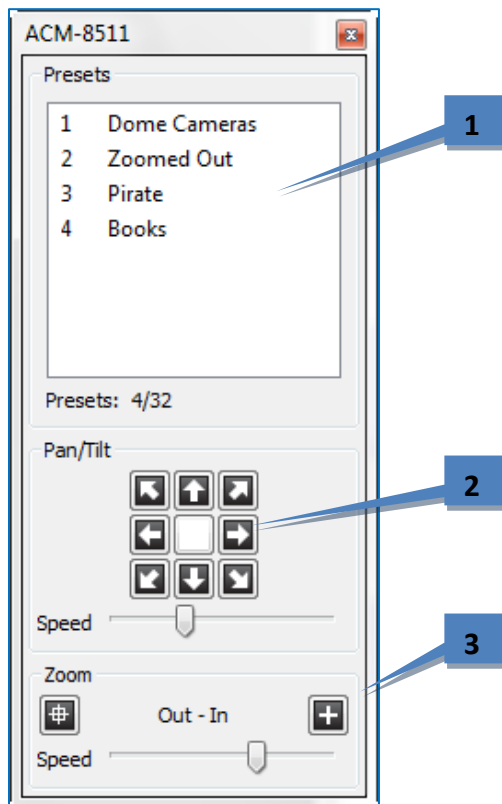 ACM-8511
Presets
1 Dome Cameras
2 Zoomed Out
3 Pirate
4 Books
Presets: 4/32
1
Pan/Tilt
2
Speed
Zoom
3
Out - In
Speed